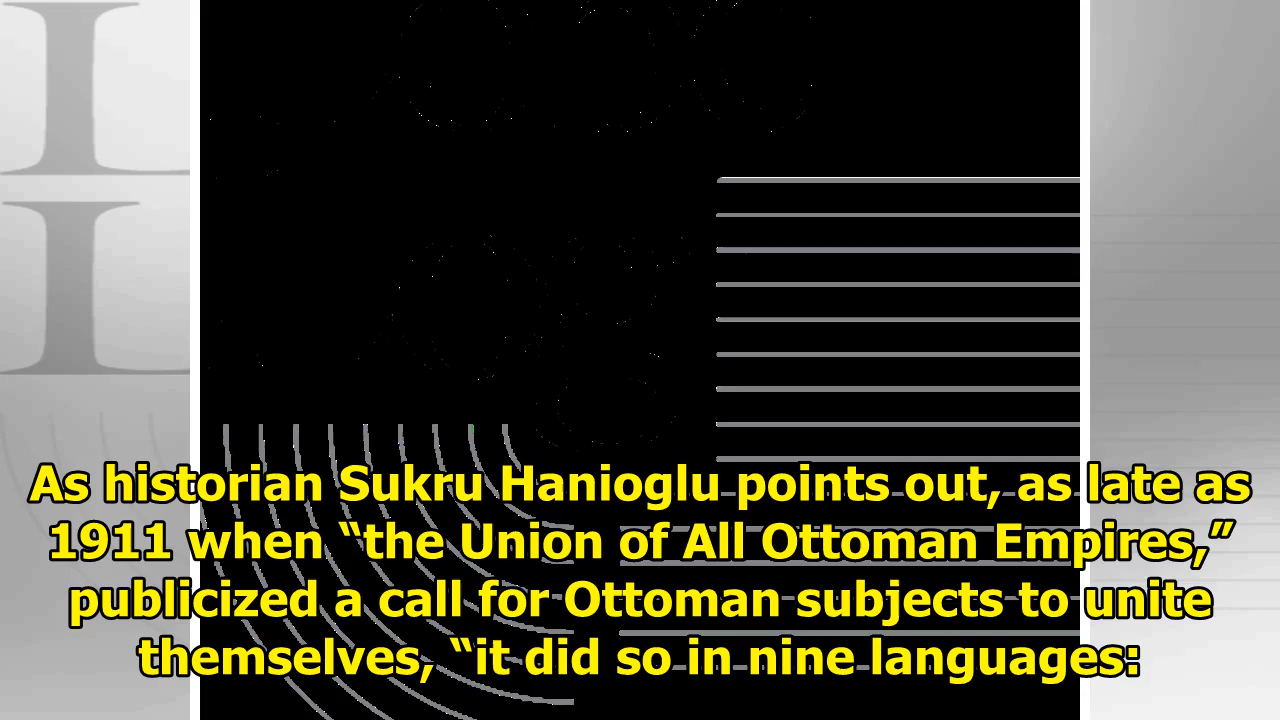 As historian Sukru Hanioglu points out, as late as
1911 when “the Union of All Ottoman Empires,”
publicized a call for Ottoman subjects to unite
themselves, “it did so in nine languages: